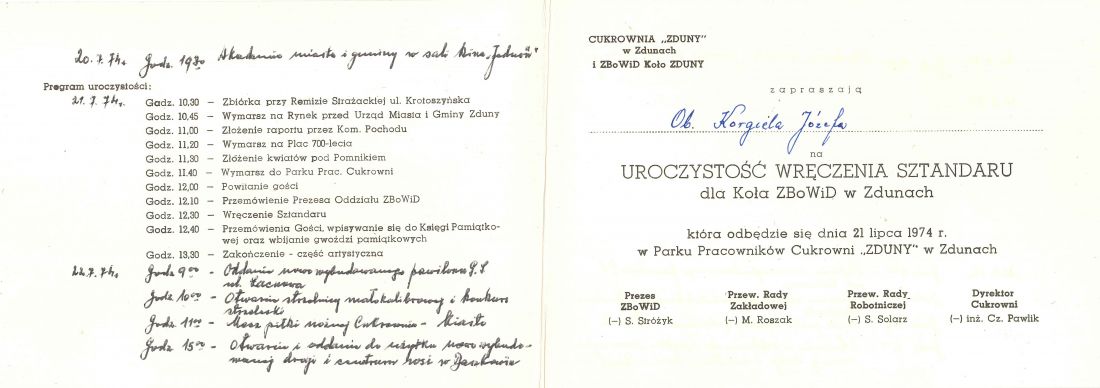 20.7.74r. Godz. 19³⁰ Akademia miasta i gminy w sali kina „Jedność"
Program uroczystości:
21.7.74r.
Godz. 10,30 – Zbiórka przy Remizie Strażackiej ul. Krotoszyńska
Godz. 10,45 – Wymarsz na Rynek przed Urząd Miasta i Gminy Zduny
Godz. 11,00 – Złożenie raportu przez Kom. Pochodu
Godz. 11,20 – Wymarsz na Plac 700-lecia
Godz. 11,30 – Złożenie kwiatów pod Pomnikiem
Godz. 11.40 – Wymarsz do Parku Prac. Cukrowni
Godz. 12,00 – Powitanie gości
Godz. 12.10 – Przemówienie Prezesa Oddziału ZBoWiD
Godz. 12.30 – Wręczenie Sztandaru
Godz. 12,40 – Przemówienia Gości, wpisywanie się do Księgi Pamiątko-
wej oraz wbijanie gwoździ pamiątkowych
Godz. 13,30 – Zakończenie - część artystyczna
22.7.74r. Godz 9⁰⁰ – Oddanie nowo wybudowanego pawilonu G.S
ul. Łacnowa
Godz 10⁰⁰ – Otwarcie strzelnicy małokalibrowej i konkurs
strzelecki
Godz 11⁰⁰ – Mecz piłki nożnej Cukrownia – Miasto
Godz 15⁰⁰ – Otwarcie i oddanie do użytku nowo wybudo-
wanej drogi i centrum wsi w Baszkowie
CUKROWNIA „ZDUNY"
w Zdunach
i ZBoWiD Koło ZDUNY
zapraszają
Ob. Korgiela Józefa
na
UROCZYSTOŚĆ WRĘCZENIA SZTANDARU
dla Koła ZBoWiD w Zdunach
która odbędzie się dnia 21 lipca 1974 r.
w Parku Pracowników Cukrowni „ZDUNY" w Zdunach
Prezes
ZBoWiD
(–) S. Stróżyk
Przew. Rady
Zakładowej
(–) M. Roszak
Przew. Rady
Robotniczej
(–) S. Solarz
Dyrektor
Cukrowni
(–) inż. Cz. Pawlik